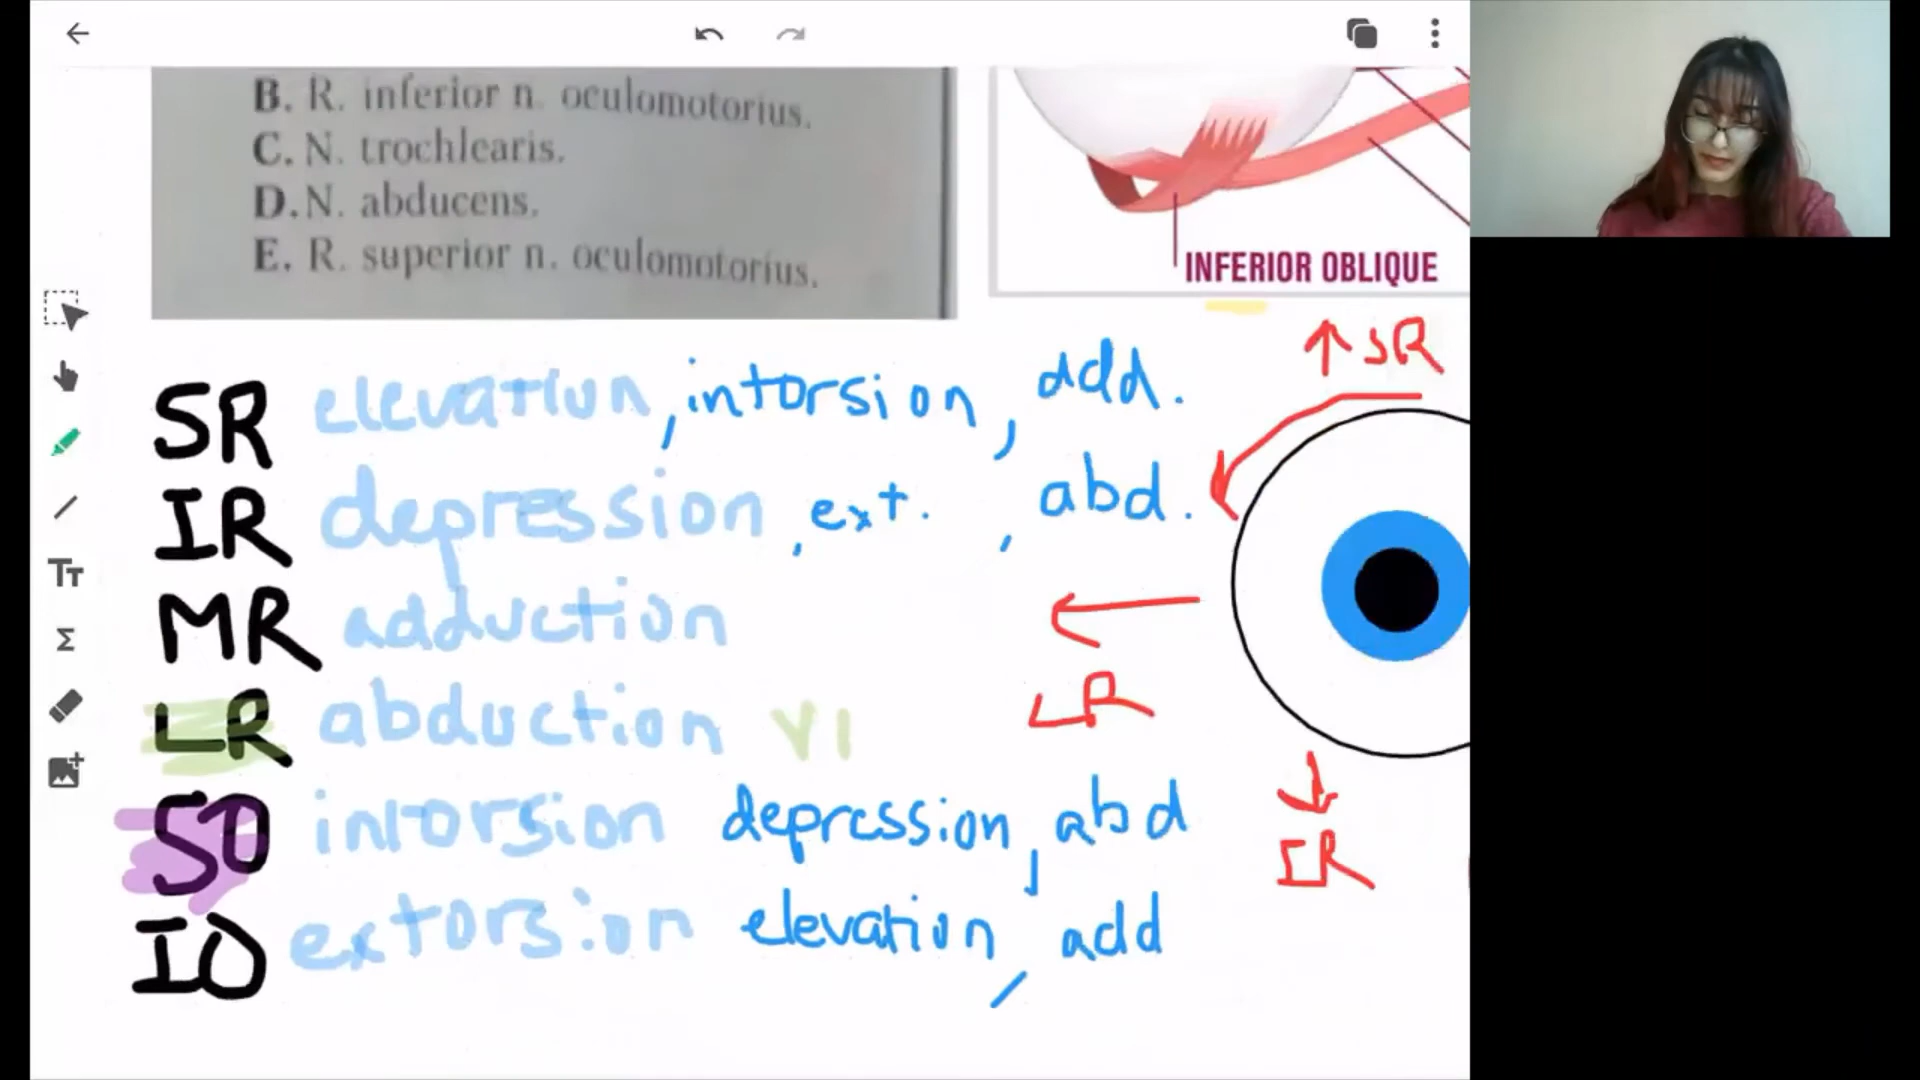 B. R. inferior n. oculomotorius.
C. N. trochlearis.
D. N. abducens.
E. R. superior n. oculomotorius.
INFERIOR OBLIQUE
↑ SR
SR elevation, intorsion, add.
IR depression, ext. , abd.
MR adduction
LR abduction VI
LR
SO intorsion depression, abd
IR
IO extorsion elevation, add
Tт
Σ